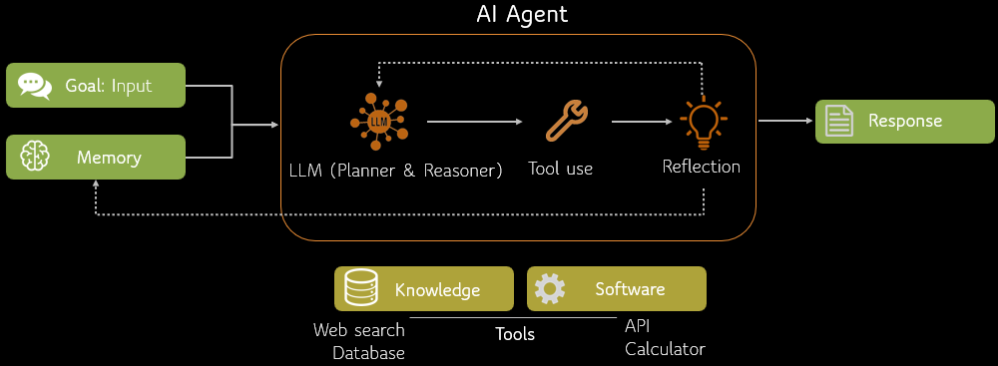 AI Agent
Goal: Input
Memory
LLM
LLM (Planner & Reasoner)
Tool use
Reflection
Response
Knowledge
Software
Web search
Database
Tools
API
Calculator